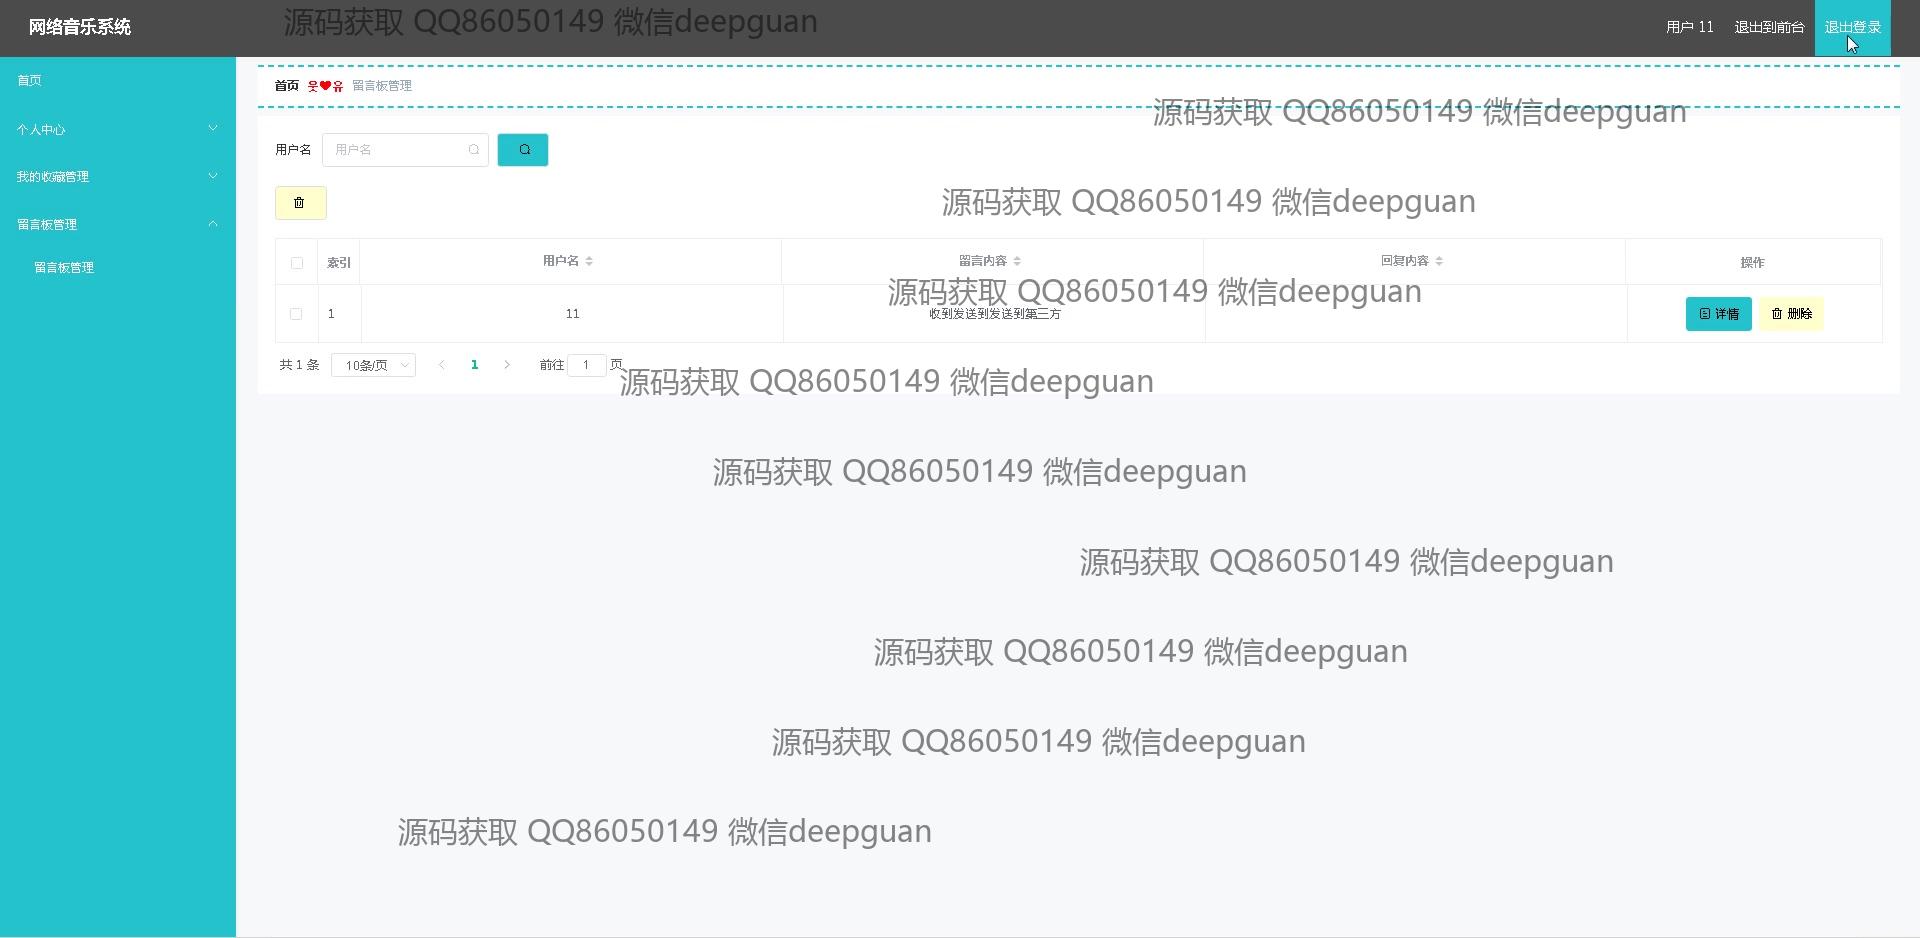 网络音乐系统
源码获取 QQ86050149 微信deepguan
用户 11
退出到前台
退出登录
首页
个人中心
我的收藏管理
留言板管理
留言板管理
首页 留言板管理
源码获取 QQ86050149 微信deepguan
用户名 用户名
源码获取 QQ86050149 微信deepguan
索引 用户名 留言内容 回复内容 操作
源码获取 QQ86050149 微信deepguan
1 11 收到发送到发送到第三方 详情 删除
共 1 条 10条/页 1 前往 1 页
源码获取 QQ86050149 微信deepguan
源码获取 QQ86050149 微信deepguan
源码获取 QQ86050149 微信deepguan
源码获取 QQ86050149 微信deepguan
源码获取 QQ86050149 微信deepguan
源码获取 QQ86050149 微信deepguan